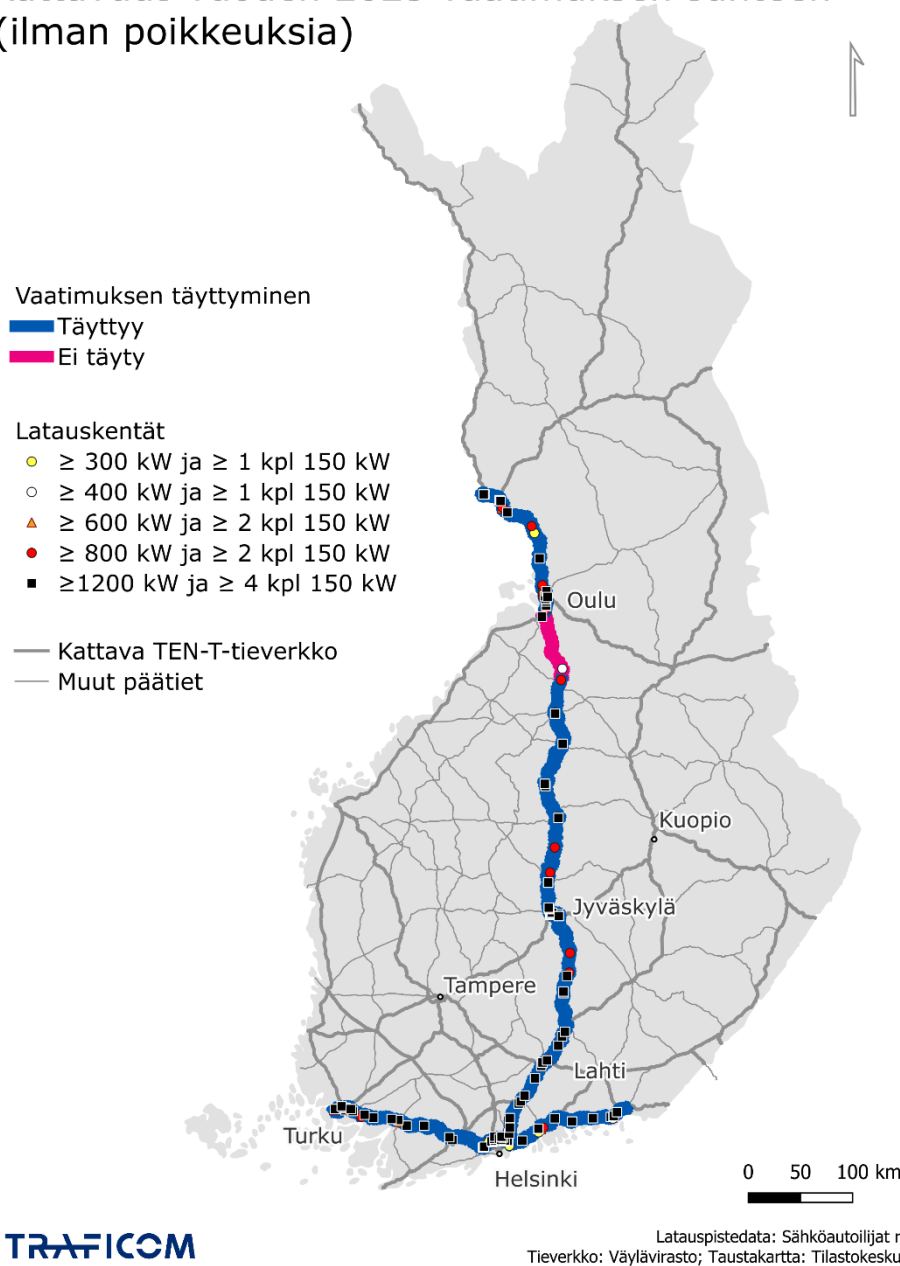 (ilman poikkeuksia)
Vaatimuksen täyttyminen
Täyttyy
Ei täyty
Latauskentät
≥ 300 kW ja ≥ 1 kpl 150 kW
≥ 400 kW ja ≥ 1 kpl 150 kW
≥ 600 kW ja ≥ 2 kpl 150 kW
≥ 800 kW ja ≥ 2 kpl 150 kW
≥1200 kW ja ≥ 4 kpl 150 kW
Kattava TEN-T-tieverkko
Muut päätiet
Oulu
Kuopio
Jyväskylä
Tampere
Lahti
Turku
Helsinki
0 50 100 km
TRAFICOM
Latauspistedata: Sähköautoilijat r
Tieverkko: Väylävirasto; Taustakartta: Tilastokesku